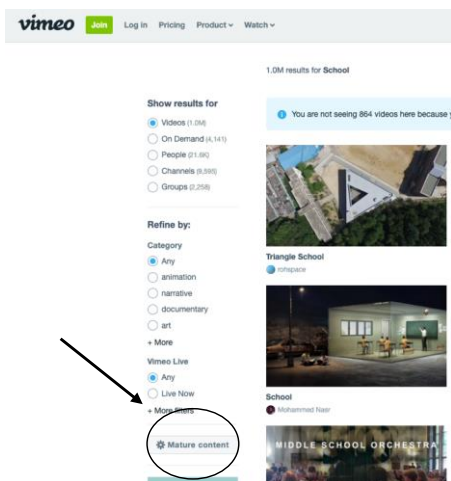 vimeo Join Log in Pricing Product Watch
1.0M results for School
Show results for
Videos (1.0M)
On Demand (4,141)
People (21.6K)
Channels (9,593)
Groups (2,258)
You are not seeing 864 videos here because
Refine by:
Category
Any
animation
narrative
documentary
art
+ More
Vimeo Live
Any
Live Now
+ More filters
Mature content
Triangle School
rohspace
School
Mohammed Nasr
MIDDLE SCHOOL ORCHESTRA